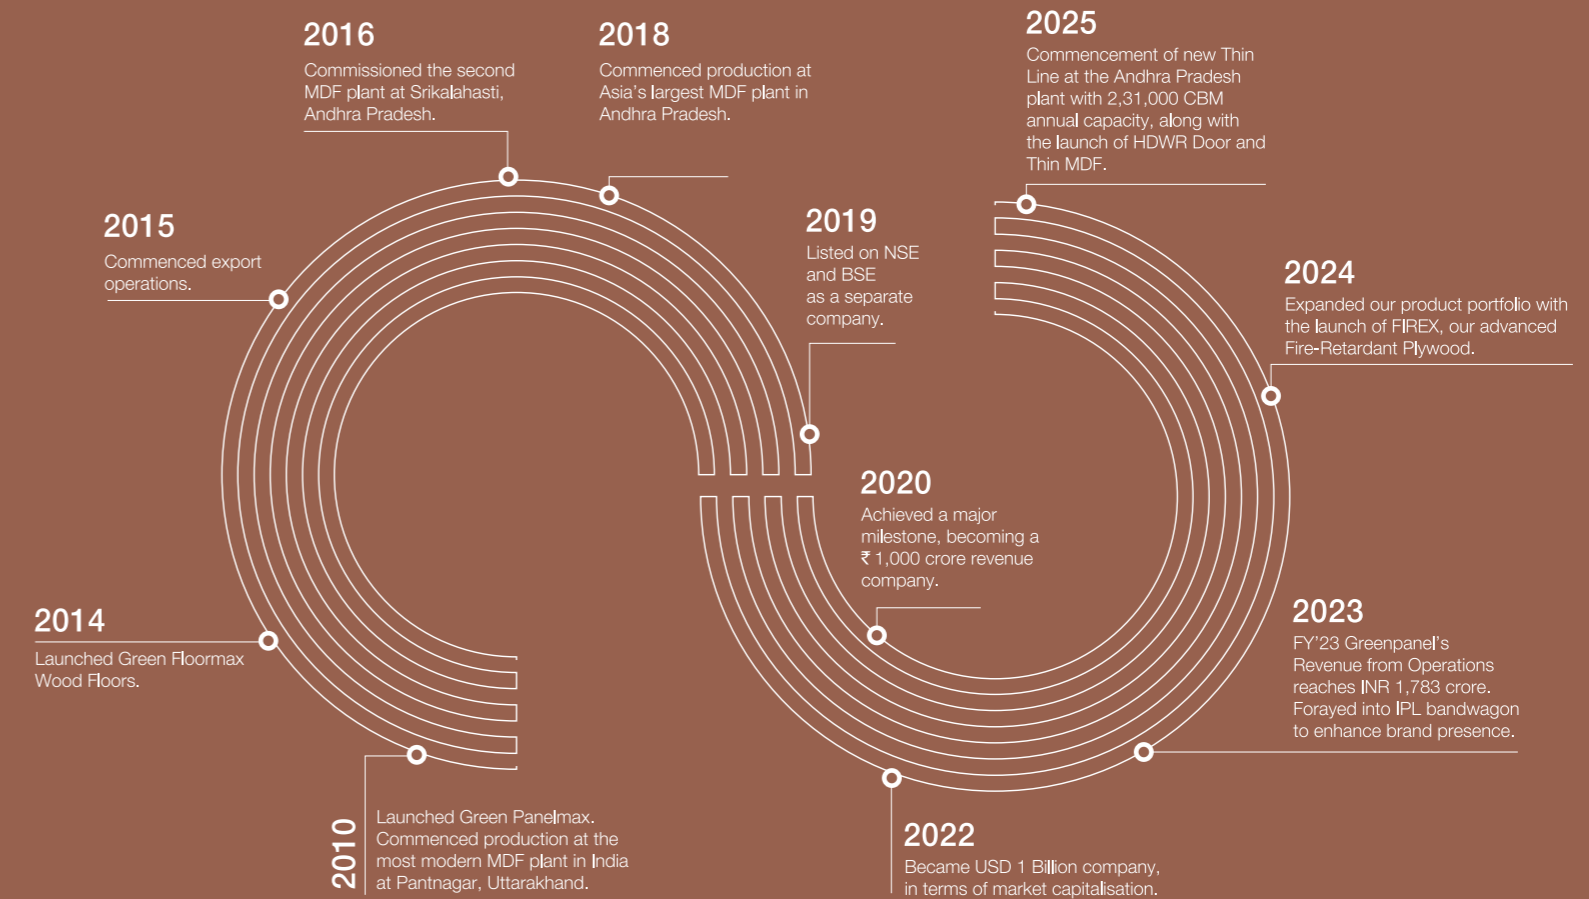 2010
Launched Green Panelmax.
Commenced production at the
most modern MDF plant in India
at Pantnagar, Uttarakhand.
2014
Launched Green Floormax
Wood Floors.
2015
Commenced export
operations.
2016
Commissioned the second
MDF plant at Srikalahasti,
Andhra Pradesh.
2018
Commenced production at
Asia's largest MDF plant in
Andhra Pradesh.
2019
Listed on NSE
and BSE
as a separate
company.
2020
Achieved a major
milestone, becoming a
₹ 1,000 crore revenue
company.
2022
Became USD 1 Billion company,
in terms of market capitalisation.
2023
FY'23 Greenpanel's
Revenue from Operations
reaches INR 1,783 crore.
Forayed into IPL bandwagon
to enhance brand presence.
2024
Expanded our product portfolio with
the launch of FIREX, our advanced
Fire-Retardant Plywood.
2025
Commencement of new Thin
Line at the Andhra Pradesh
plant with 2,31,000 CBM
annual capacity, along with
the launch of HDWR Door and
Thin MDF.